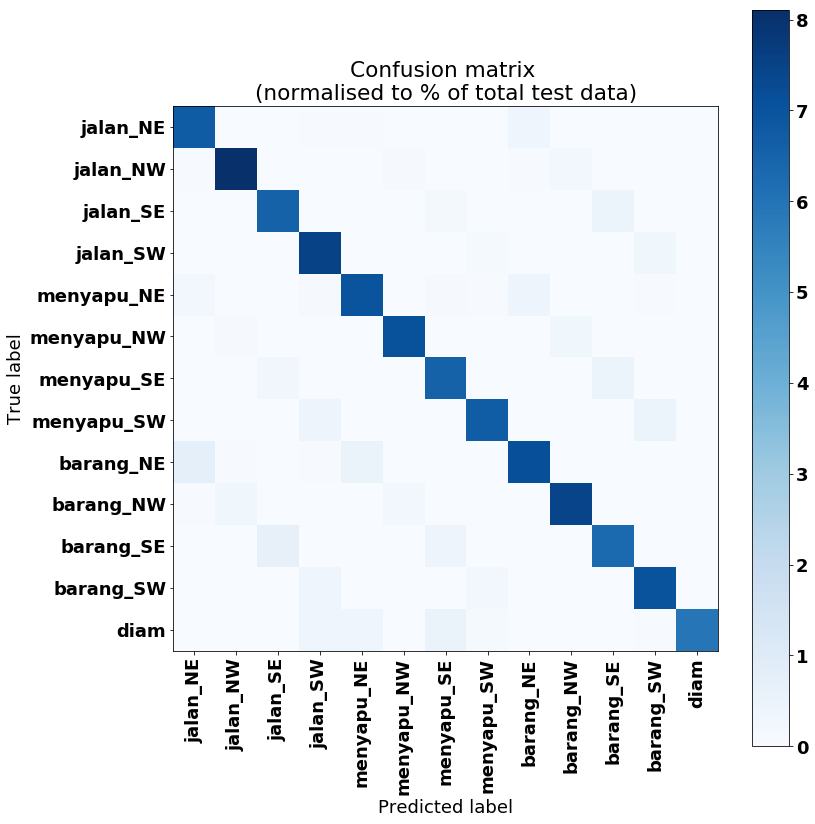 Confusion matrix
(normalised to % of total test data)
True label
jalan_NE
jalan_NW
jalan_SE
jalan_SW
menyapu_NE
menyapu_NW
menyapu_SE
menyapu_SW
barang_NE
barang_NW
barang_SE
barang_SW
diam
jalan_NE
jalan_NW
jalan_SE
jalan_SW
menyapu_NE
menyapu_NW
menyapu_SE
menyapu_SW
barang_NE
barang_NW
barang_SE
barang_SW
diam
Predicted label
8
7
6
5
4
3
2
1
0